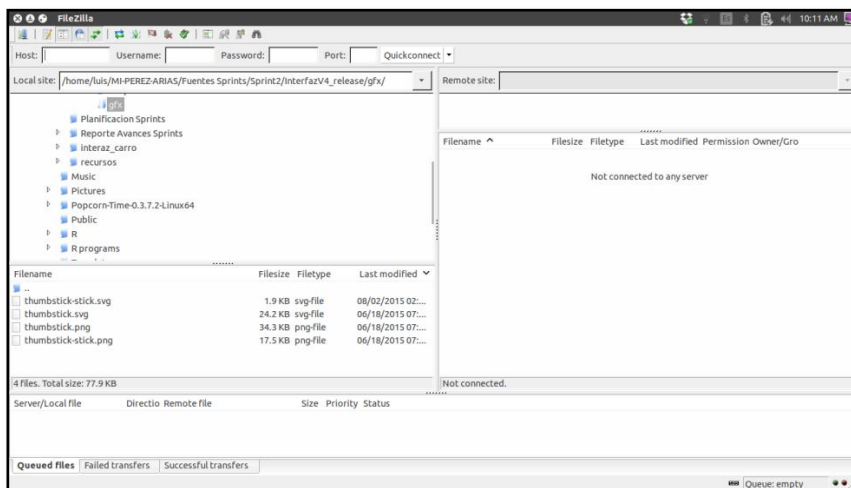 FileZilla
10:11 AM
Host: Username: Password: Port: Quickconnect
Local site: /home/luis/MI-PEREZ-ARIAS/Fuentes Sprints/Sprint2/InterfazV4_release/gfx/
Remote site:
gfx
Planificacion Sprints
Reporte Avances Sprints
interaz_carro
recursos
Music
Pictures
Popcorn-Time-0.3.7.2-Linux64
Public
R
R programs
Filename Filesize Filetype Last modified Permission Owner/Gro
Not connected to any server
Filename Filesize Filetype Last modified
..
thumbstick-stick.svg 1.9 KB svg-file 08/02/2015 02:...
thumbstick.svg 24.2 KB svg-file 06/18/2015 07:...
thumbstick.png 34.3 KB png-file 06/18/2015 07:...
thumbstick-stick.png 17.5 KB png-file 06/18/2015 07:...
4 files. Total size: 77.9 KB
Not connected.
Server/Local file Directio Remote file Size Priority Status
Queued files Failed transfers Successful transfers
Queue: empty